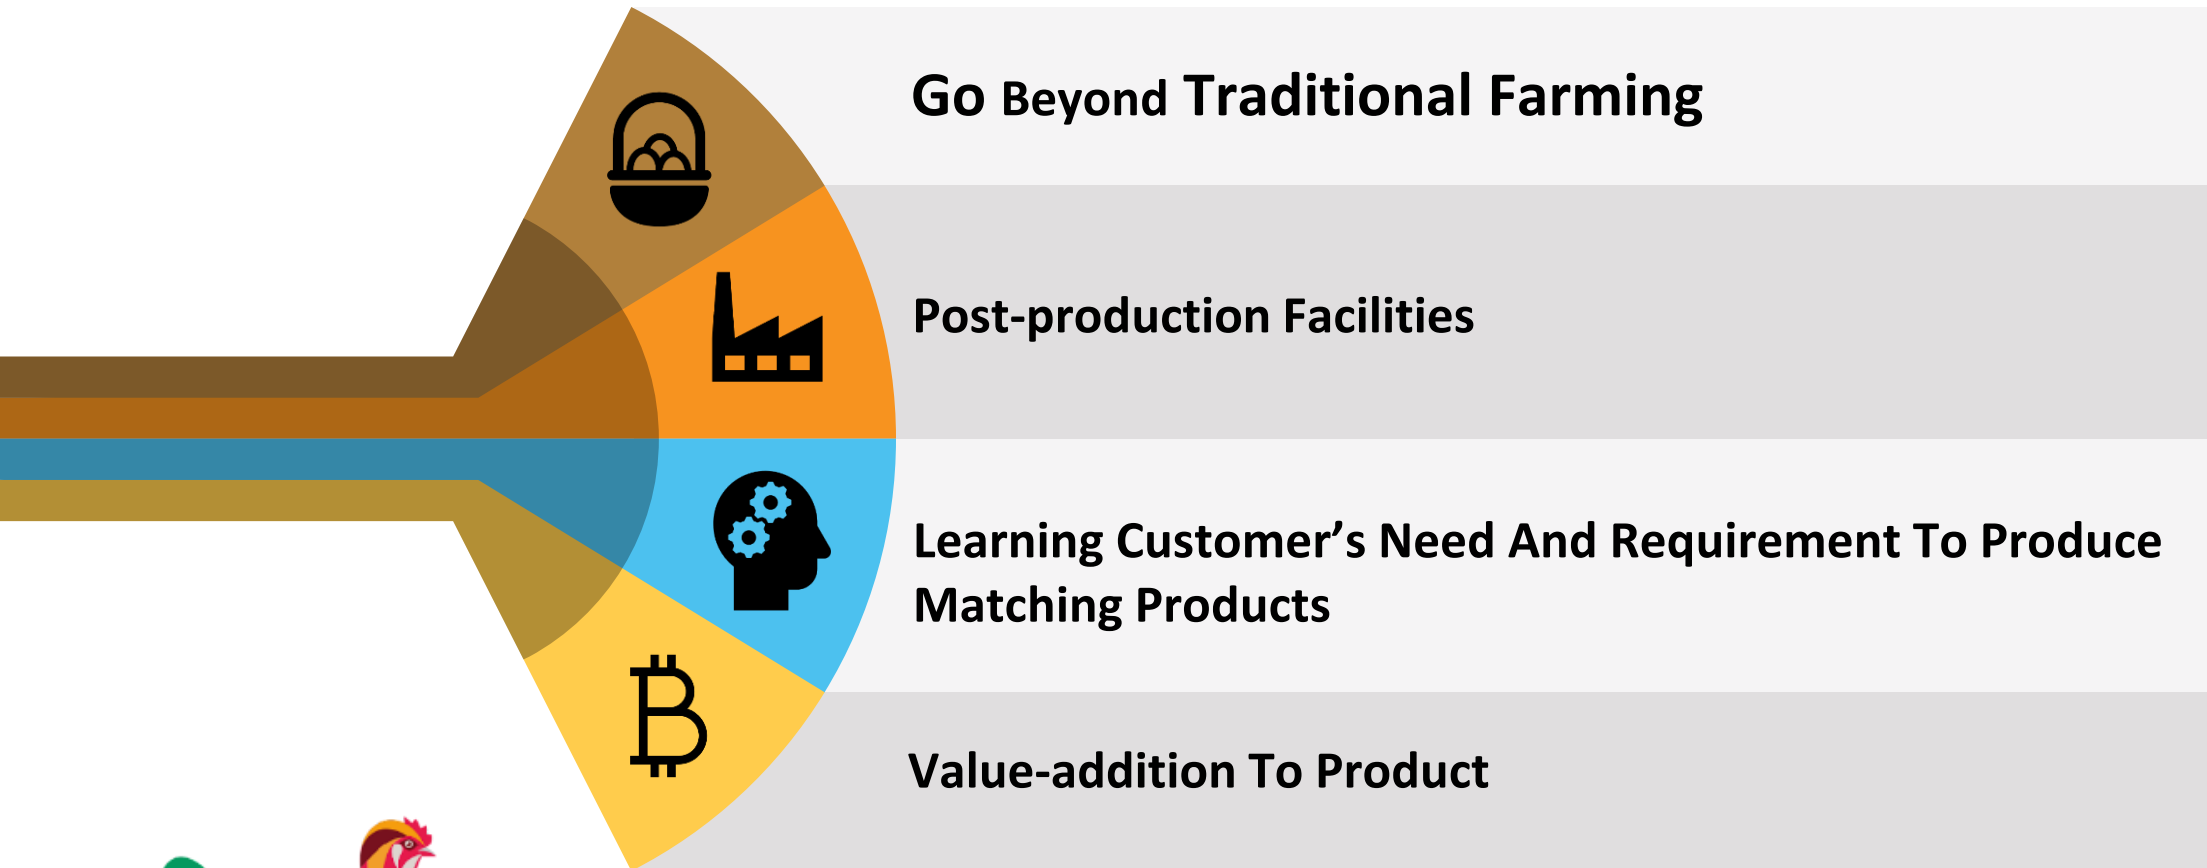 Go Beyond Traditional Farming
Post-production Facilities
Learning Customer’s Need And Requirement To Produce
Matching Products
Value-addition To Product